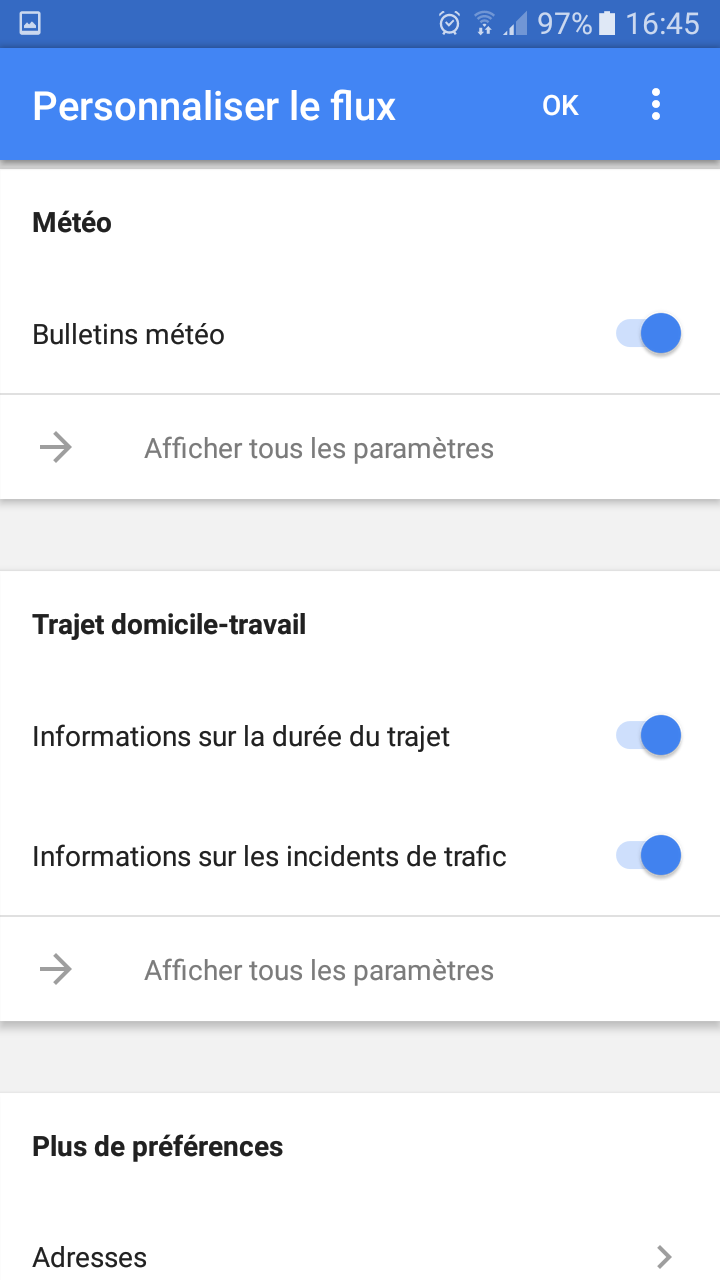 97% 16:45
Personnaliser le flux OK
Météo
Bulletins météo
Afficher tous les paramètres
Trajet domicile-travail
Informations sur la durée du trajet
Informations sur les incidents de trafic
Afficher tous les paramètres
Plus de préférences
Adresses